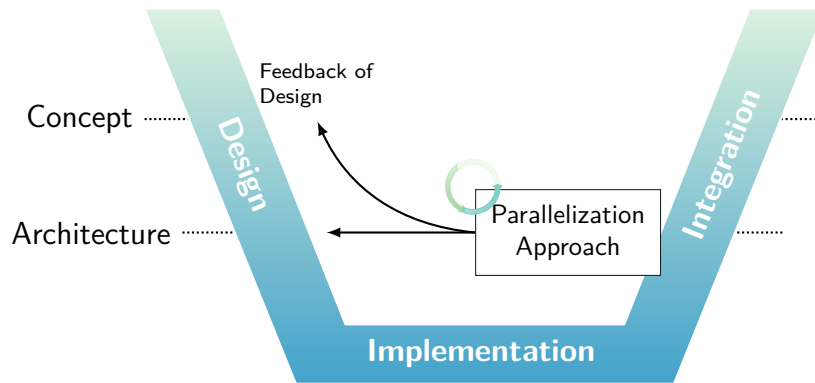 Feedback of
Design
Concept
Design
Integration
Architecture
Parallelization
Approach
Implementation